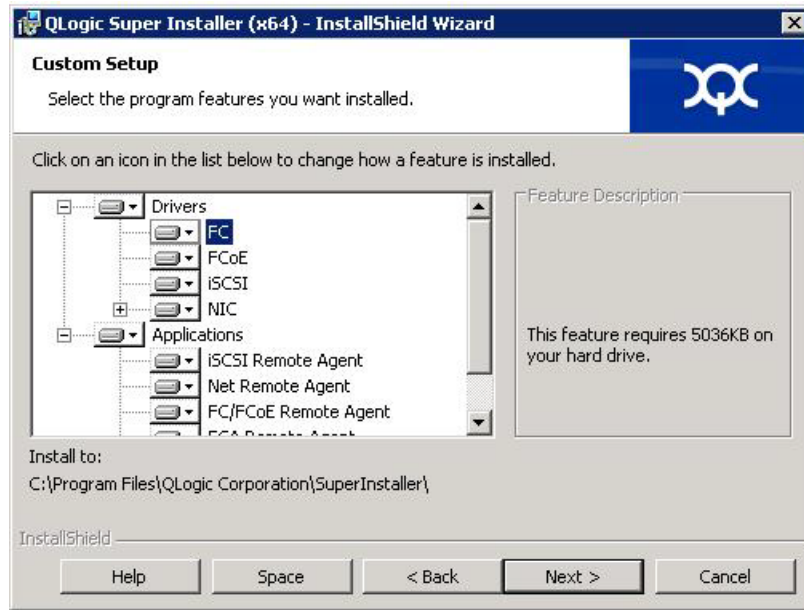 QLogic Super Installer (x64) - InstallShield Wizard
Custom Setup
Select the program features you want installed.
Click on an icon in the list below to change how a feature is installed.
Drivers
FC
FCoE
iSCSI
NIC
Applications
iSCSI Remote Agent
Net Remote Agent
FC/FCoE Remote Agent
Feature Description
This feature requires 5036KB on
your hard drive.
Install to:
C:\Program Files\QLogic Corporation\SuperInstaller\
InstallShield
Help
Space
< Back
Next >
Cancel